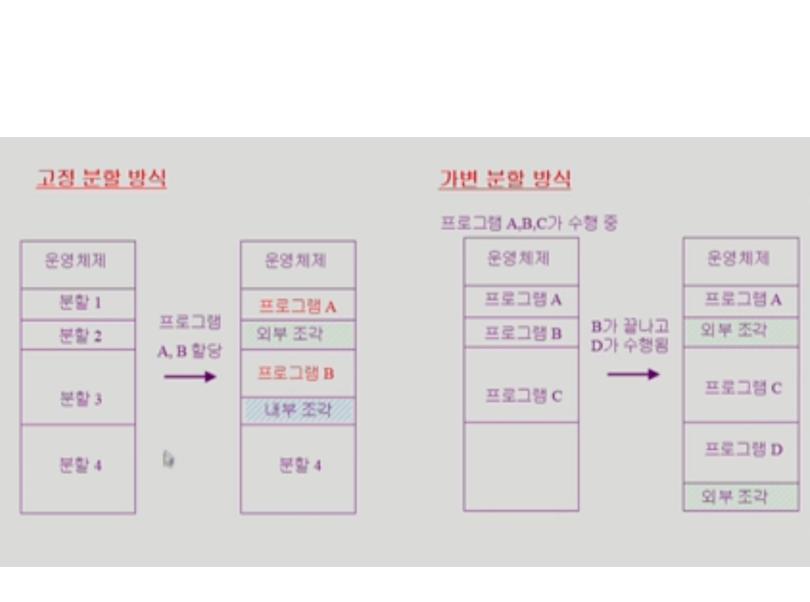 고정 분할 방식
운영체제
분할 1
분할 2
분할 3
분할 4
프로그램
A, B 할당
운영체제
프로그램 A
외부 조각
프로그램 B
내부 조각
분할 4
가변 분할 방식
프로그램 A,B,C가 수행 중
운영체제
프로그램 A
프로그램 B
프로그램 C
B가 끝나고
D가 수행됨
운영체제
프로그램 A
외부 조각
프로그램 C
프로그램 D
외부 조각